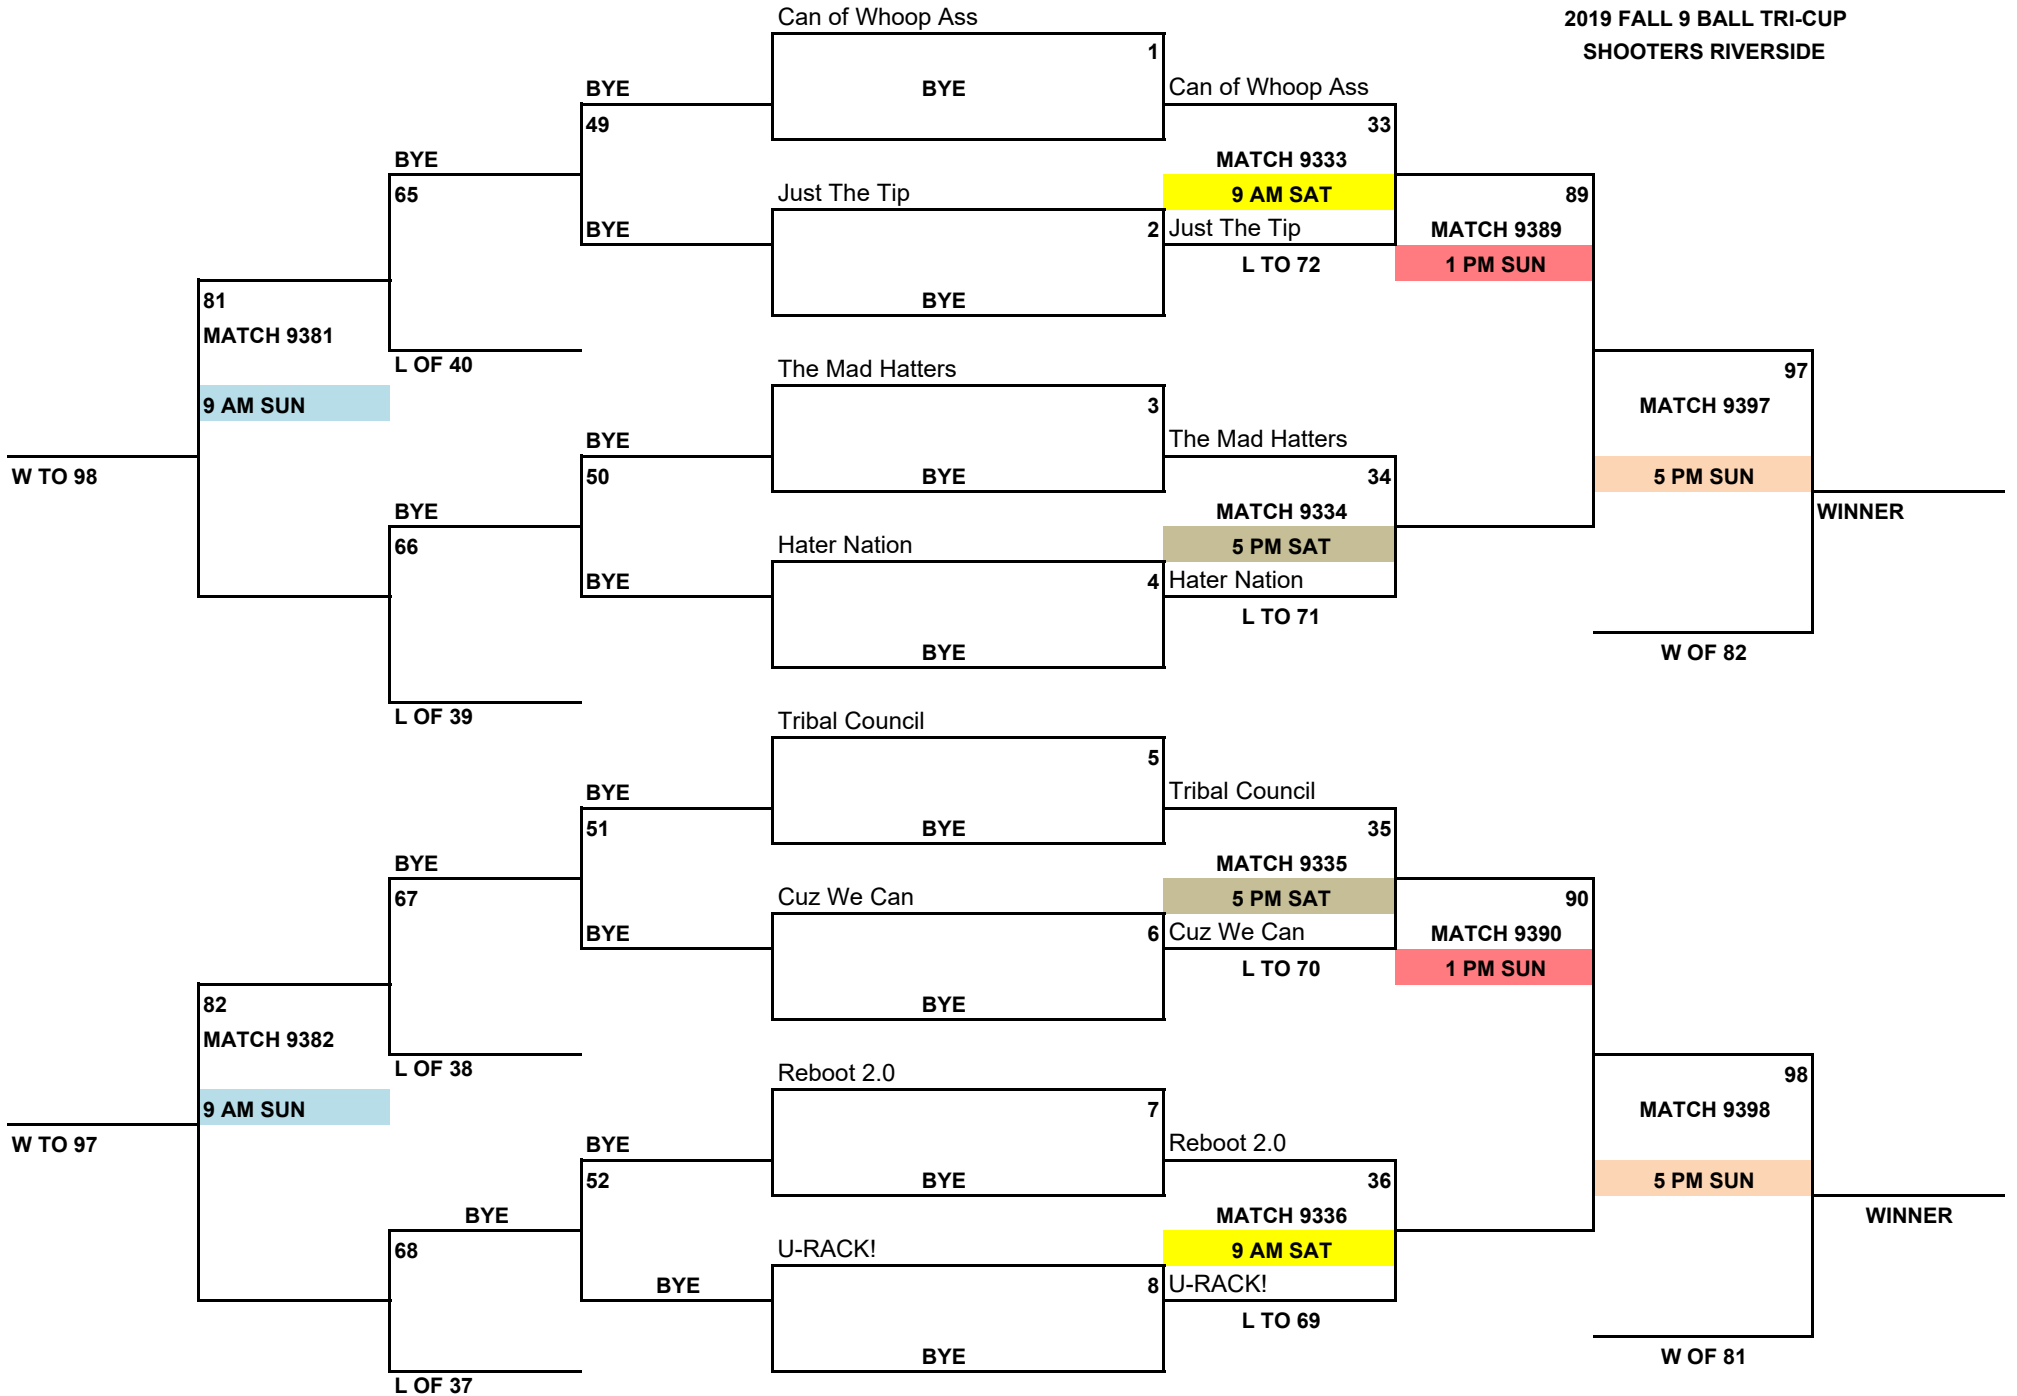 Can of Whoop Ass
2019 FALL 9 BALL TRI-CUP
SHOOTERS RIVERSIDE
1
BYE
BYE
Can of Whoop Ass
49
33
BYE
MATCH 9333
65
Just The Tip
9 AM SAT
89
BYE
2
Just The Tip
MATCH 9389
L TO 72
1 PM SUN
81
BYE
MATCH 9381
L OF 40
The Mad Hatters
97
9 AM SUN
3
MATCH 9397
BYE
The Mad Hatters
W TO 98
50
BYE
34
5 PM SUN
BYE
MATCH 9334
WINNER
66
Hater Nation
5 PM SAT
BYE
4
Hater Nation
L TO 71
BYE
W OF 82
L OF 39
Tribal Council
5
BYE
Tribal Council
51
BYE
35
BYE
MATCH 9335
67
Cuz We Can
5 PM SAT
90
BYE
6
Cuz We Can
MATCH 9390
L TO 70
1 PM SUN
82
BYE
MATCH 9382
L OF 38
Reboot 2.0
98
9 AM SUN
7
MATCH 9398
W TO 97
BYE
Reboot 2.0
52
BYE
36
5 PM SUN
BYE
MATCH 9336
WINNER
68
U-RACK!
9 AM SAT
BYE
8
U-RACK!
L TO 69
BYE
W OF 81
L OF 37